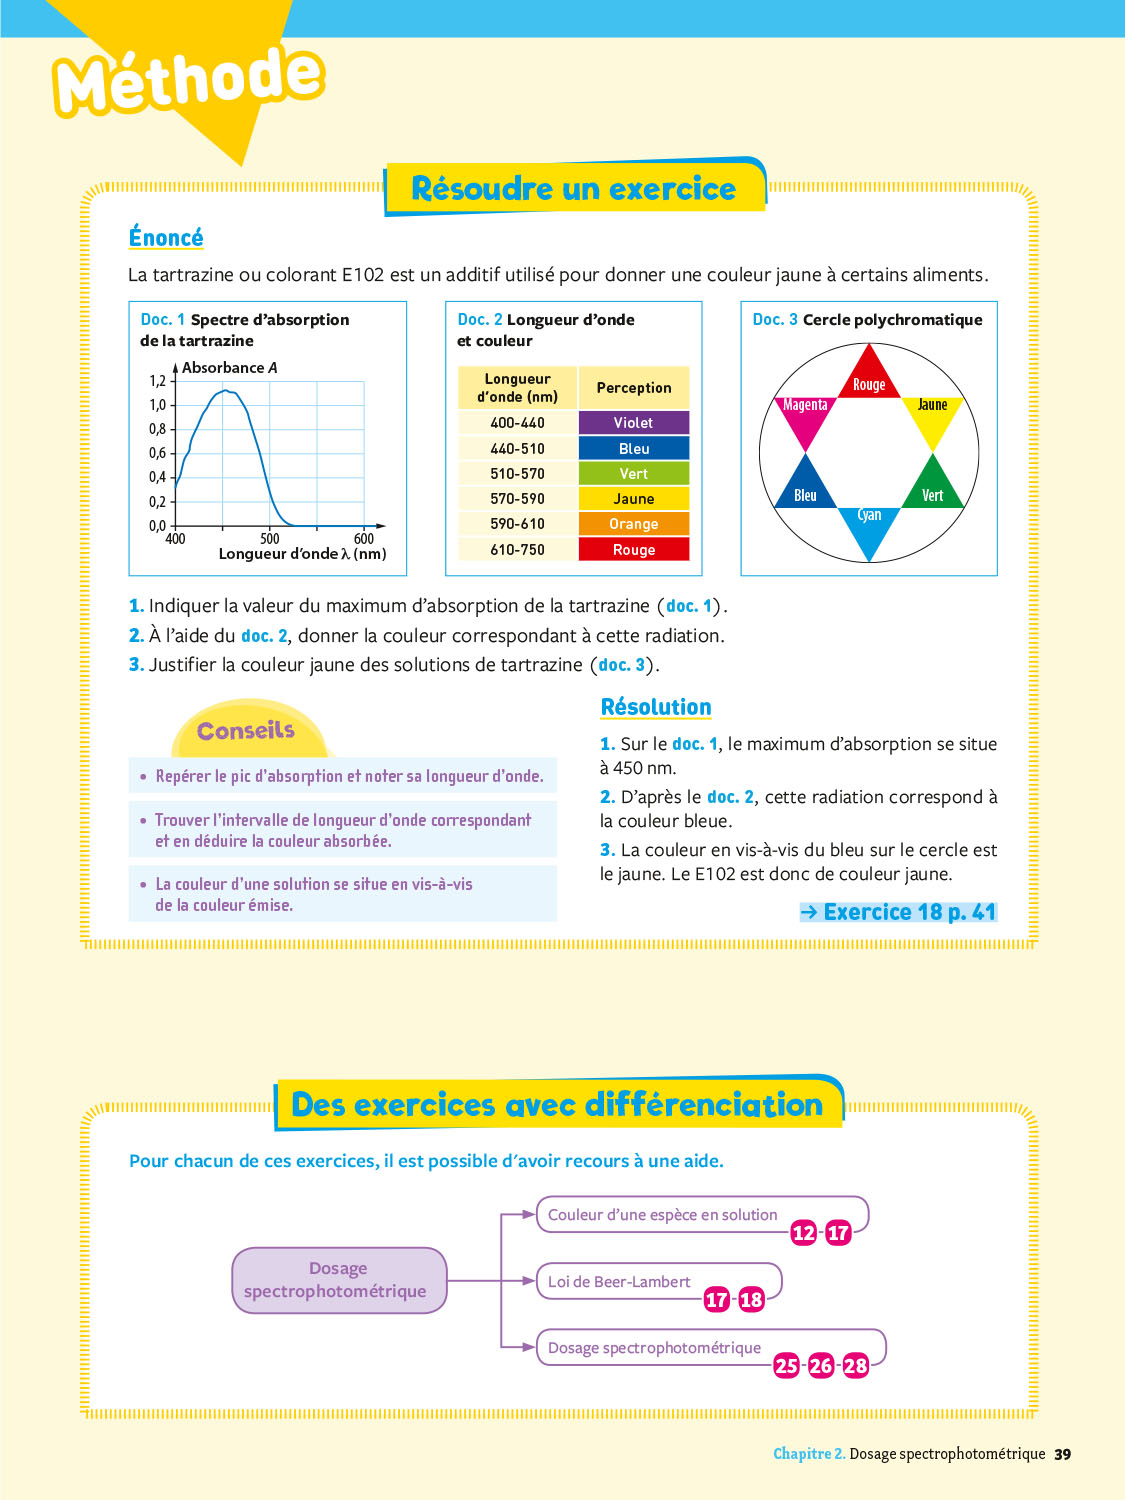 Méthode
Résoudre un exercice
Énoncé
La tartrazine ou colorant E102 est un additif utilisé pour donner une couleur jaune à certains aliments.
Doc. 1 Spectre d'absorption
de la tartrazine
Absorbance A
1,2
1,0
0,8
0,6
0,4
0,2
0,0
400
500
600
Longueur d'onde λ (nm)
Doc. 2 Longueur d'onde
et couleur
Longueur
d'onde (nm)
Perception
400-440 Violet
440-510 Bleu
510-570 Vert
570-590 Jaune
590-610 Orange
610-750 Rouge
Doc. 3 Cercle polychromatique
Rouge
Magenta
Jaune
Bleu
Vert
Cyan
1. Indiquer la valeur du maximum d'absorption de la tartrazine (doc. 1).
2. À l'aide du doc. 2, donner la couleur correspondant à cette radiation.
3. Justifier la couleur jaune des solutions de tartrazine (doc. 3).
Conseils
• Repérer le pic d'absorption et noter sa longueur d'onde.
• Trouver l'intervalle de longueur d'onde correspondant
et en déduire la couleur absorbée.
• La couleur d'une solution se situe en vis-à-vis
de la couleur émise.
Résolution
1. Sur le doc. 1, le maximum d'absorption se situe
à 450 nm.
2. D'après le doc. 2, cette radiation correspond à
la couleur bleue.
3. La couleur en vis-à-vis du bleu sur le cercle est
le jaune. Le E102 est donc de couleur jaune.
→ Exercice 18 p. 41
Des exercices avec différenciation
Pour chacun de ces exercices, il est possible d'avoir recours à une aide.
Dosage
spectrophotométrique
Couleur d'une espèce en solution
12-17
Loi de Beer-Lambert
17-18
Dosage spectrophotométrique
25-26-28
Chapitre 2. Dosage spectrophotométrique 39